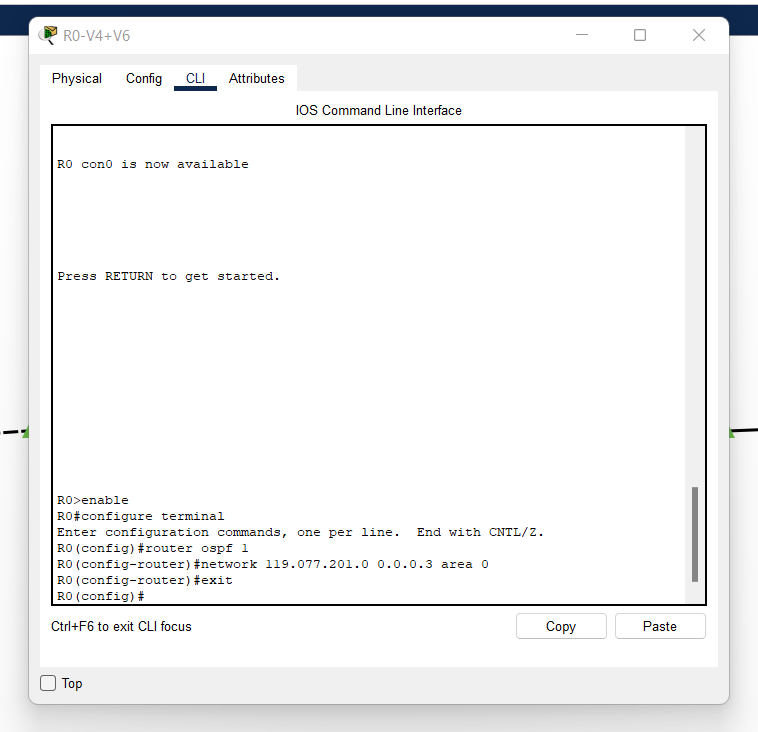 R0-V4+V6
Physical Config CLI Attributes
IOS Command Line Interface
R0 con0 is now available
Press RETURN to get started.
R0>enable
R0#configure terminal
Enter configuration commands, one per line.  End with CNTL/Z.
R0(config)#router ospf 1
R0(config-router)#network 119.077.201.0 0.0.0.3 area 0
R0(config-router)#exit
R0(config)#
Ctrl+F6 to exit CLI focus
Copy Paste
Top